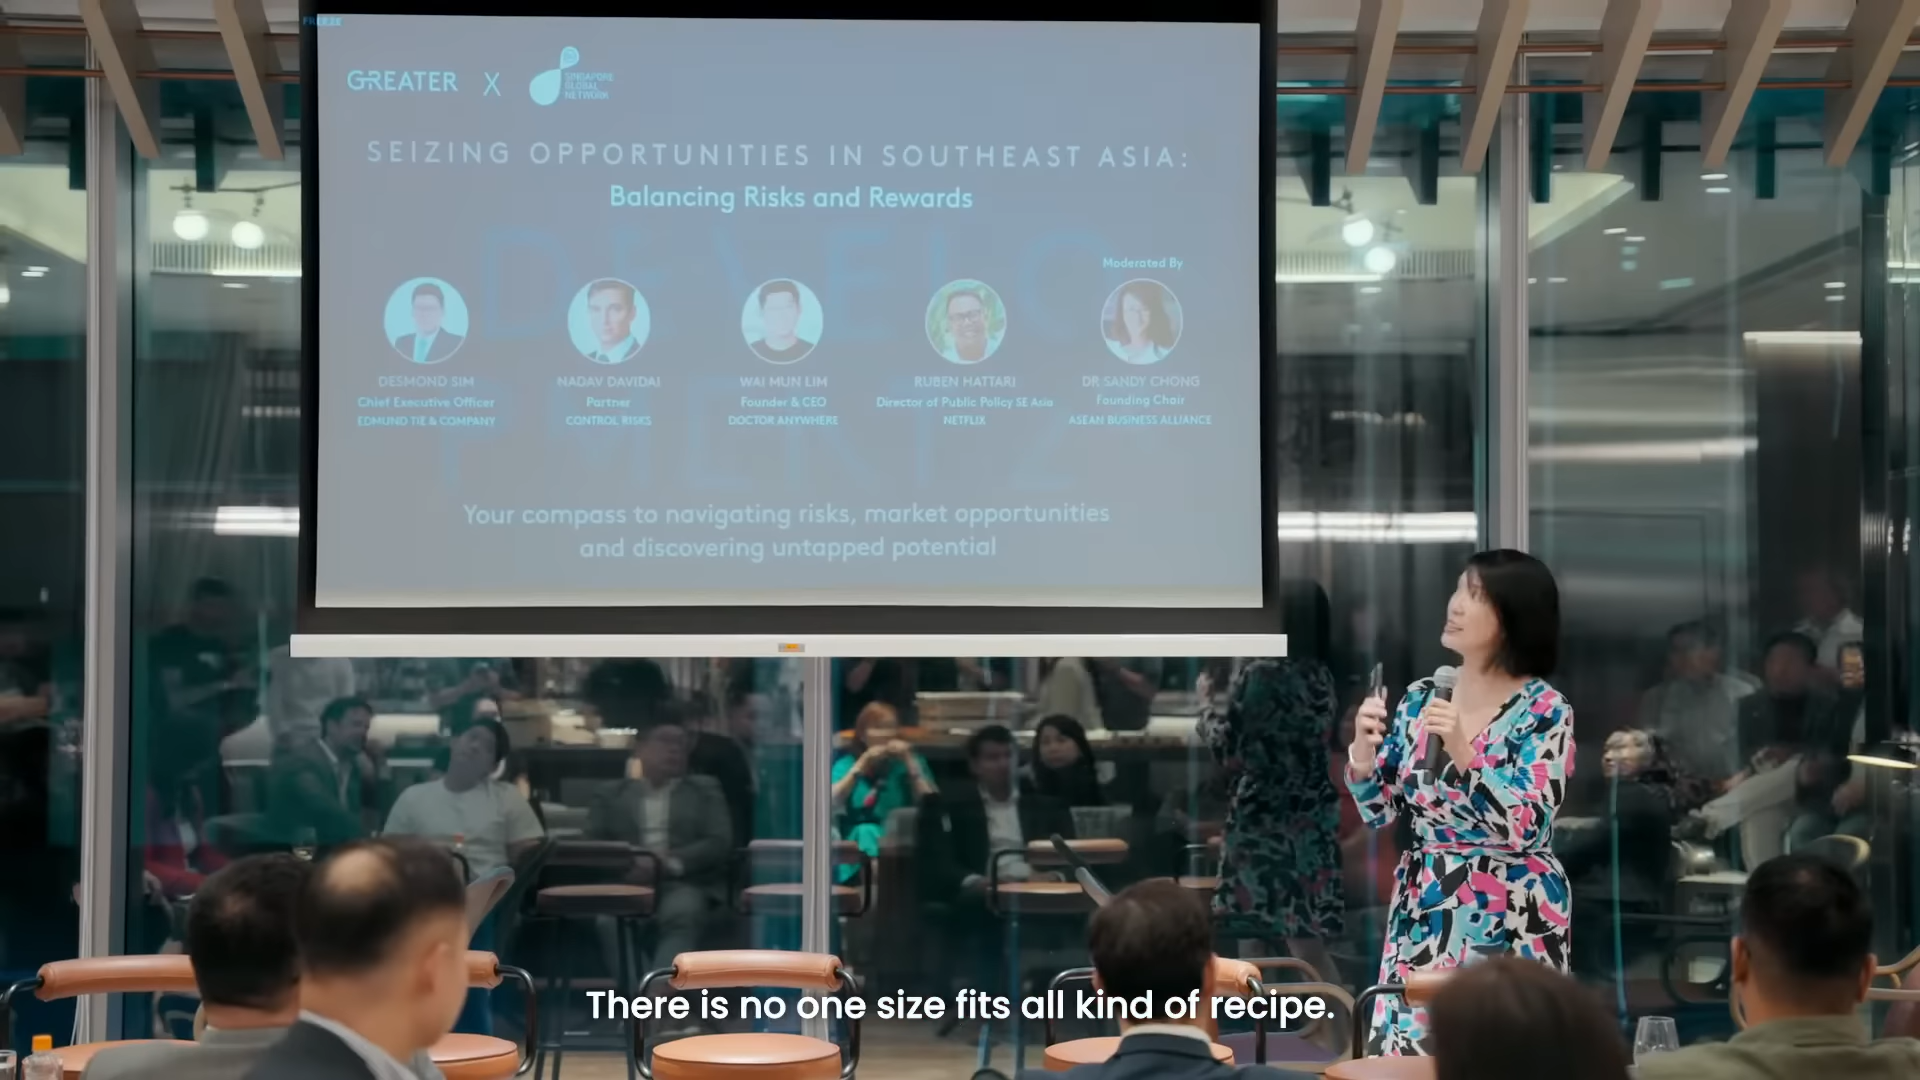 FREEZE
GREATER X SINGAPORE GLOBAL NETWORK
SEIZING OPPORTUNITIES IN SOUTHEAST ASIA:
Balancing Risks and Rewards
DEVELO
PMENT
Moderated By
DESMOND SIM
Chief Executive Officer
EDMUND TIE & COMPANY
NADAV DAVIDAI
Partner
CONTROL RISKS
WAI MUN LIM
Founder & CEO
DOCTOR ANYWHERE
RUBEN HATTARI
Director of Public Policy SE Asia
NETFLIX
DR SANDY CHONG
Founding Chair
ASEAN BUSINESS ALLIANCE
Your compass to navigating risks, market opportunities
and discovering untapped potential
There is no one size fits all kind of recipe.